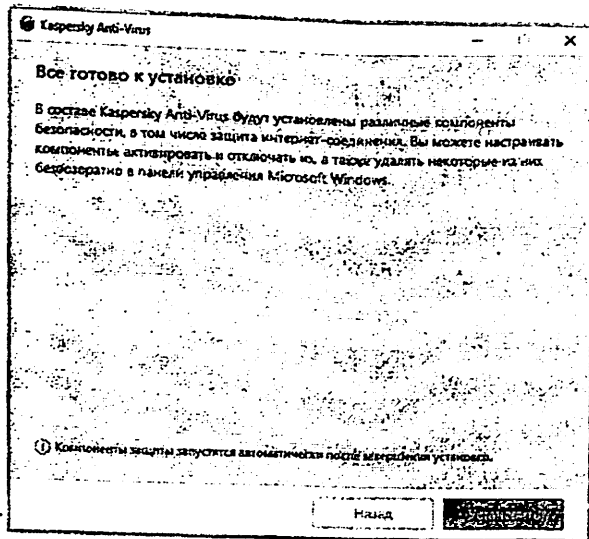 Kaspersky Anti-Virus
Все готово к установке
В составе Kaspersky Anti-Virus будут установлены различные компоненты
безопасности, в том числе защита интернет-соединения. Вы можете настраивать
компоненты: активировать и отключать их, а также удалять некоторые из них
безвозвратно в панели управления Microsoft Windows.
Компоненты защиты запустятся автоматически после завершения установки.
Назад